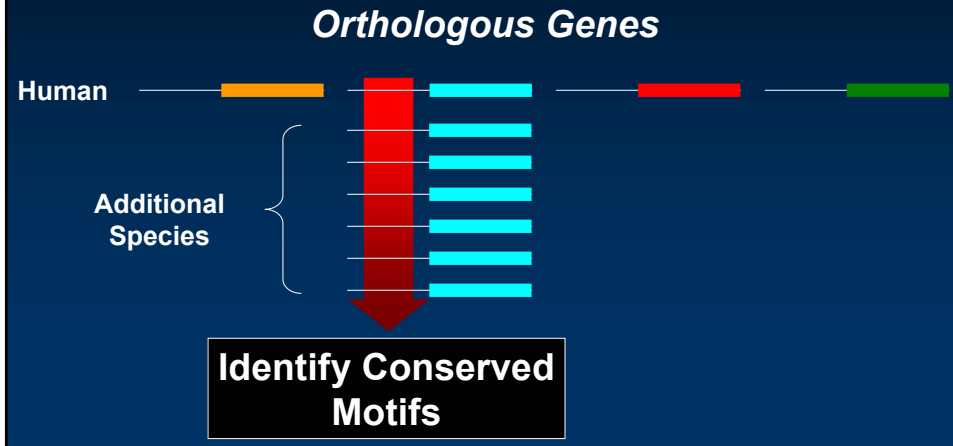 Orthologous Genes
Human
Additional
Species
Identify Conserved
Motifs